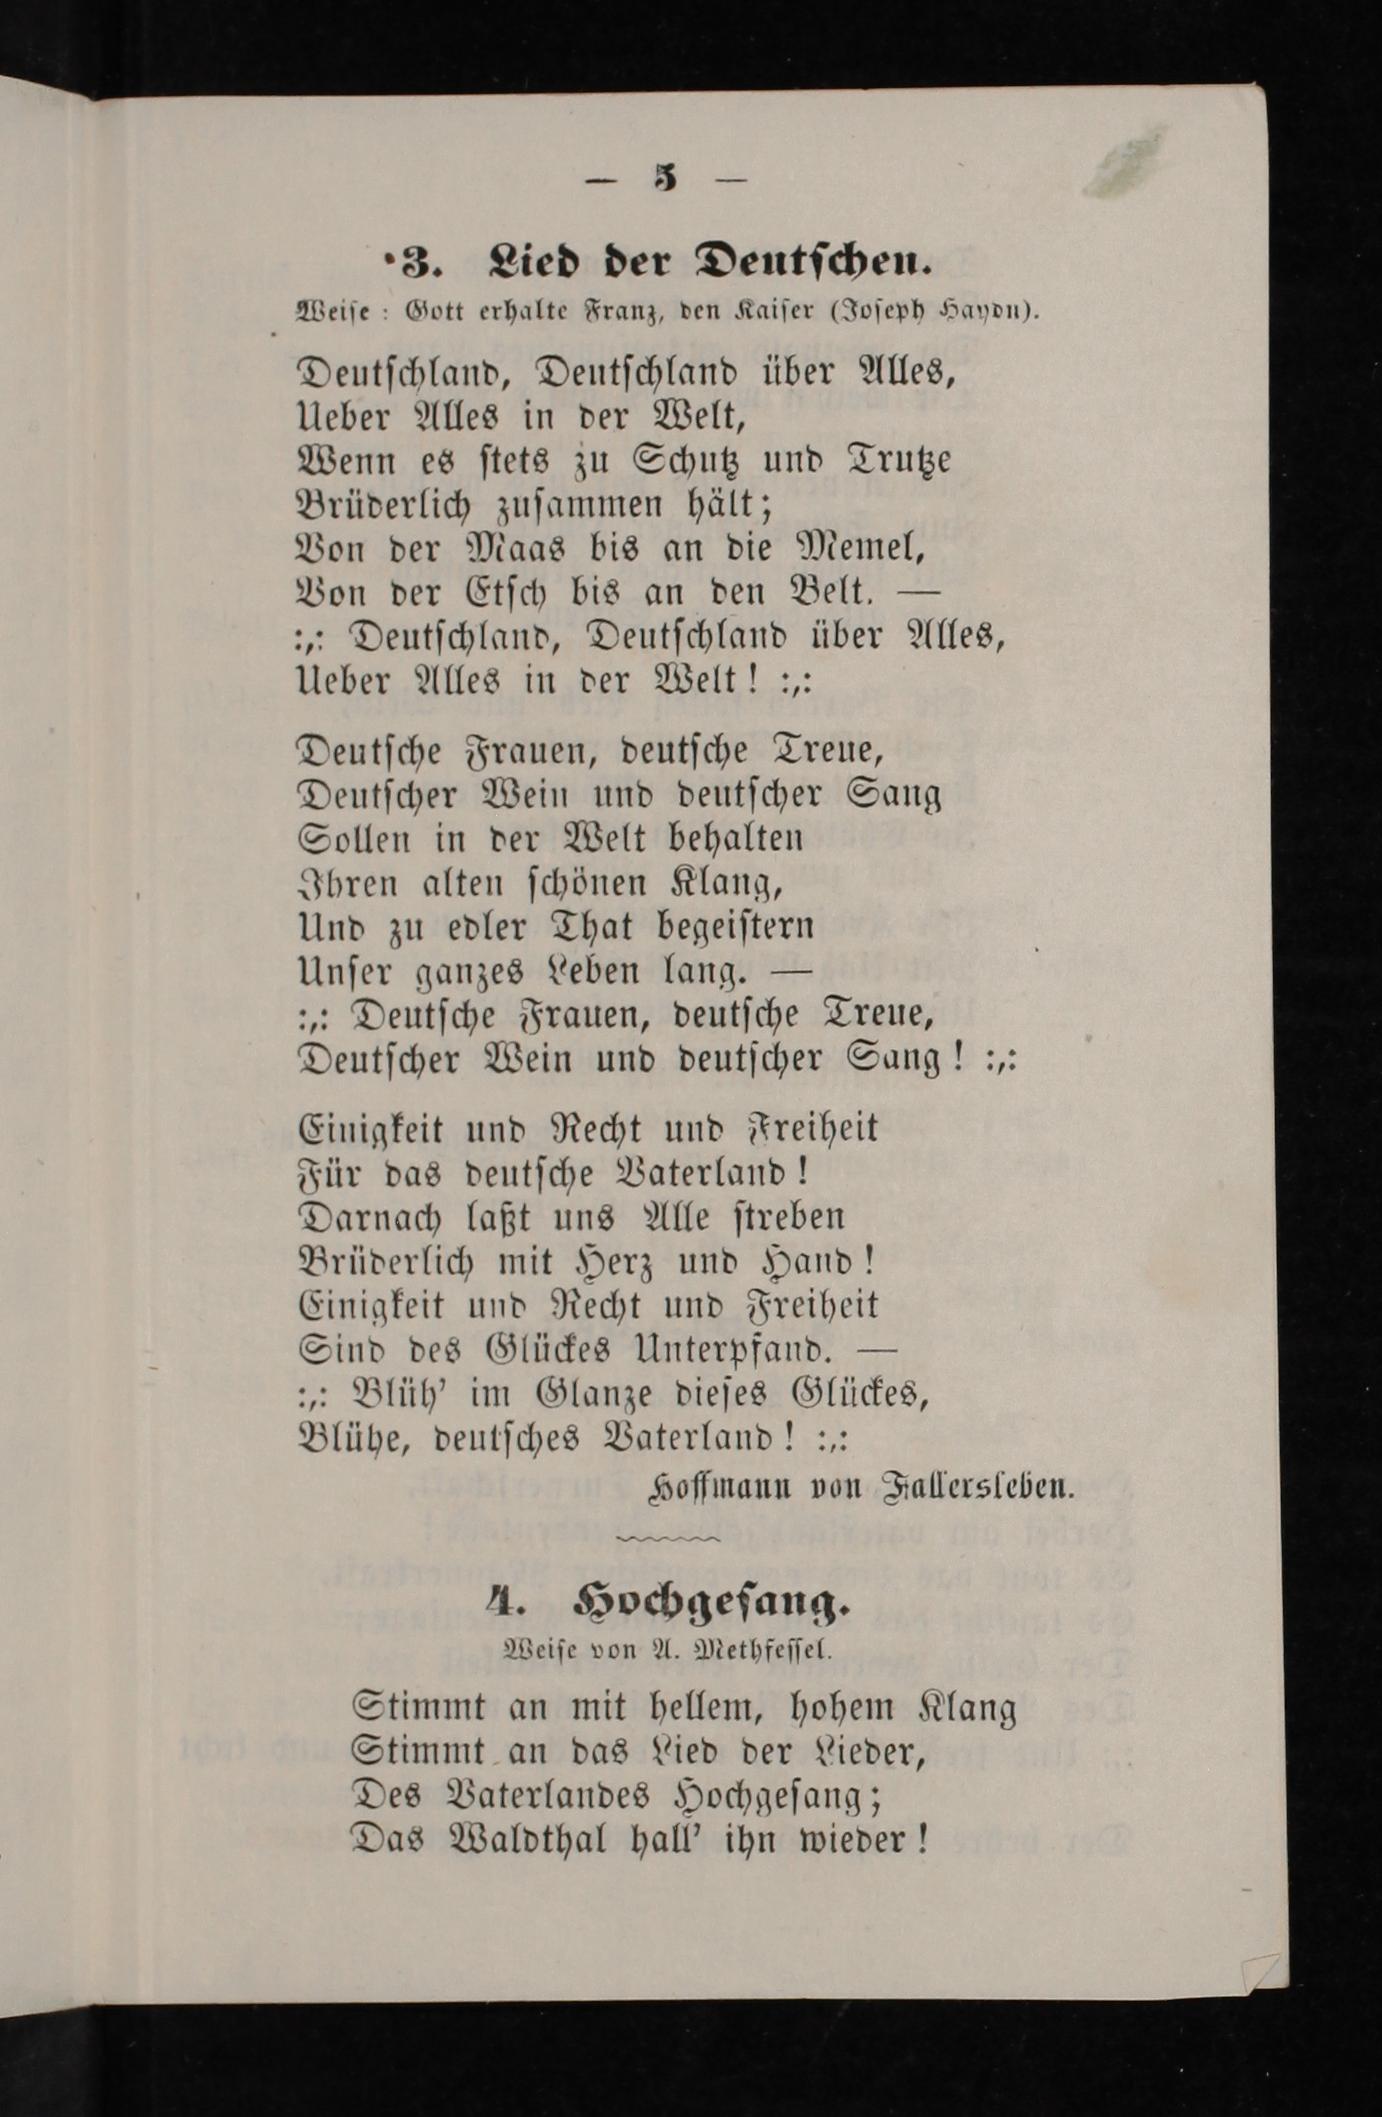 — 5 —
3. Lied der Deutschen.
Weise : Gott erhalte Franz, den Kaiser (Joseph Haydn).
Deutschland, Deutschland über Alles,
Ueber Alles in der Welt,
Wenn es stets zu Schutz und Trutze
Brüderlich zusammen hält;
Von der Maas bis an die Memel,
Von der Etsch bis an den Belt. —
:,: Deutschland, Deutschland über Alles,
Ueber Alles in der Welt! :,:
Deutsche Frauen, deutsche Treue,
Deutscher Wein und deutscher Sang
Sollen in der Welt behalten
Ihren alten schönen Klang,
Und zu edler That begeistern
Unser ganzes Leben lang. —
:,: Deutsche Frauen, deutsche Treue,
Deutscher Wein und deutscher Sang! :,:
Einigkeit und Recht und Freiheit
Für das deutsche Vaterland!
Darnach laßt uns Alle streben
Brüderlich mit Herz und Hand!
Einigkeit und Recht und Freiheit
Sind des Glückes Unterpfand. —
:,: Blüh' im Glanze dieses Glückes,
Blühe, deutsches Vaterland! :,:
Hoffmann von Fallersleben.
4. Hochgesang.
Weise von A. Methfessel.
Stimmt an mit hellem, hohem Klang
Stimmt an das Lied der Lieder,
Des Vaterlandes Hochgesang;
Das Waldthal hall' ihn wieder!